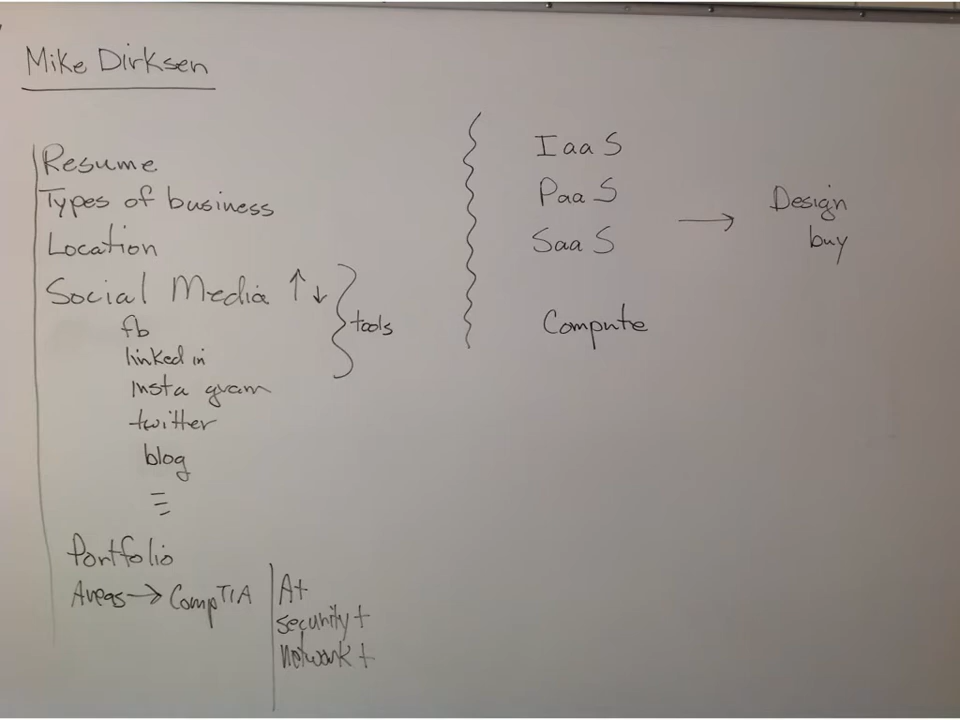 Mike Dirksen
Resume
Types of business
Location
Social Media ↑↓
tools
fb
linked in
Insta gram
twitter
blog
Portfolio
Areas → CompTIA
A+
security +
network +
IaaS
PaaS
SaaS
→ Design
buy
Compute